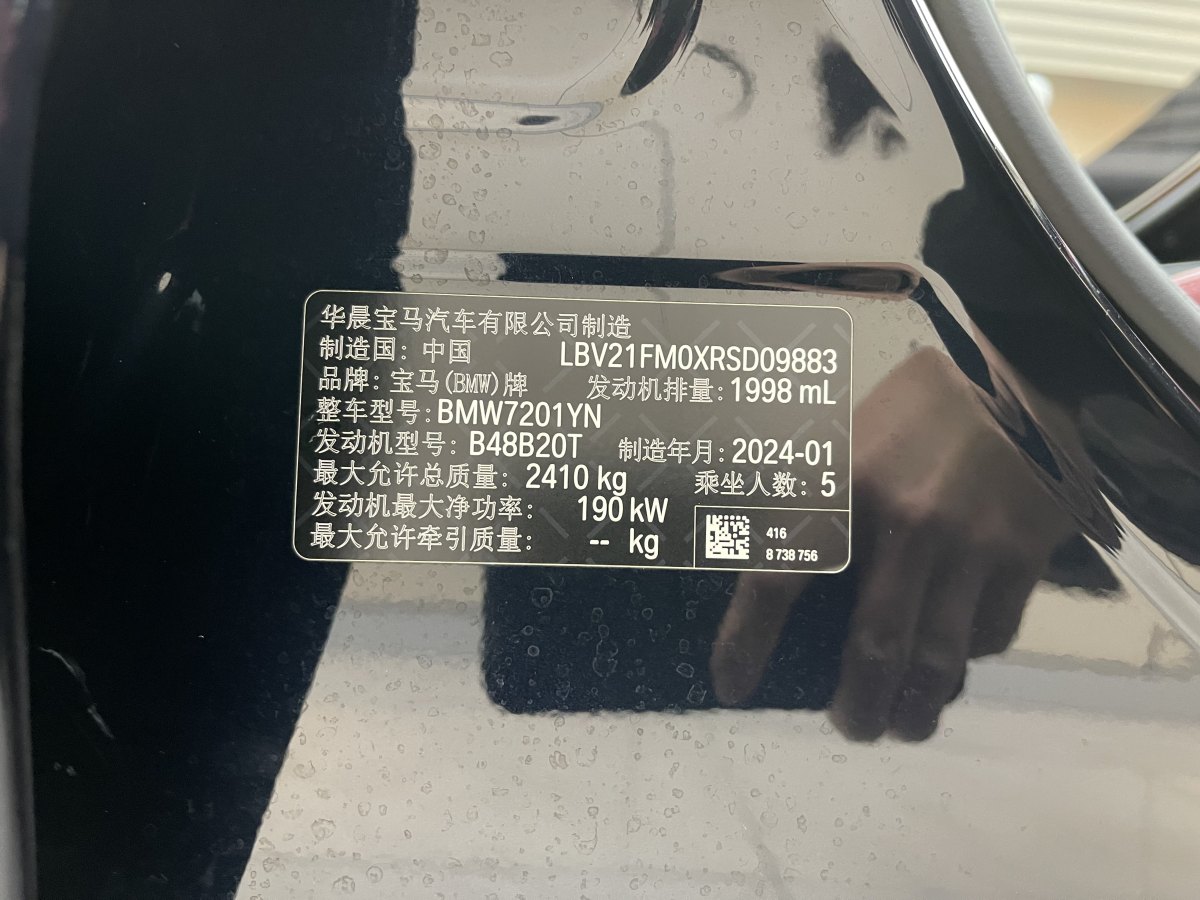 华晨宝马汽车有限公司制造
制造国：中国 LBV21FM0XRSD09883
品牌：宝马(BMW)牌 发动机排量：1998 mL
整车型号：BMW7201YN
发动机型号：B48B20T 制造年月：2024-01
最大允许总质量：2410 kg 乘坐人数：5
发动机最大净功率：190 kW
最大允许牵引质量：-- kg
416
8 738 756